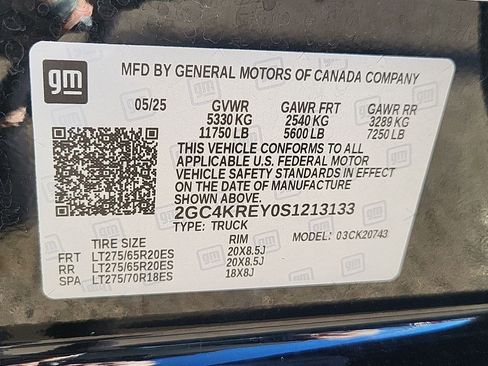 gm
MFD BY GENERAL MOTORS OF CANADA COMPANY
05/25 GVWR GAWR FRT GAWR RR
5330 KG 2540 KG 3289 KG
11750 LB 5600 LB 7250 LB
THIS VEHICLE CONFORMS TO ALL
APPLICABLE U.S. FEDERAL MOTOR
VEHICLE SAFETY STANDARDS IN EFFECT
ON THE DATE OF MANUFACTURE
SHOWN ABOVE.
2GC4KREY0S1213133
TYPE: TRUCK MODEL: 03CK20743
TIRE SIZE RIM
FRT LT275/65R20ES 20X8.5J
RR LT275/65R20ES 20X8.5J
SPA LT275/70R18ES 18X8J